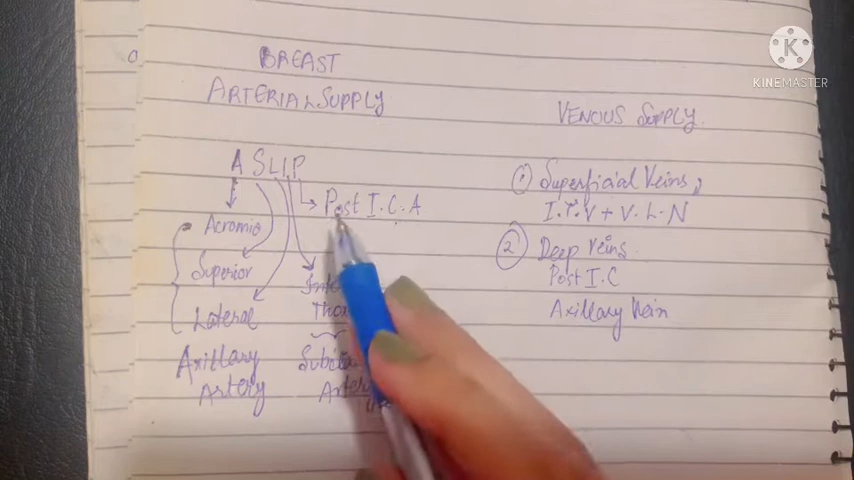 BREAST
ARTERIAL SUPPLY
A SLIP
Post I.C.A
Acromio
Superior
Lateral
Axillary
Artery
VENOUS SUPPLY
① Superficial Veins,
I.T.V + V.L.N
② Deep Veins
Post I.C
Axillary Vein
KINEMASTER